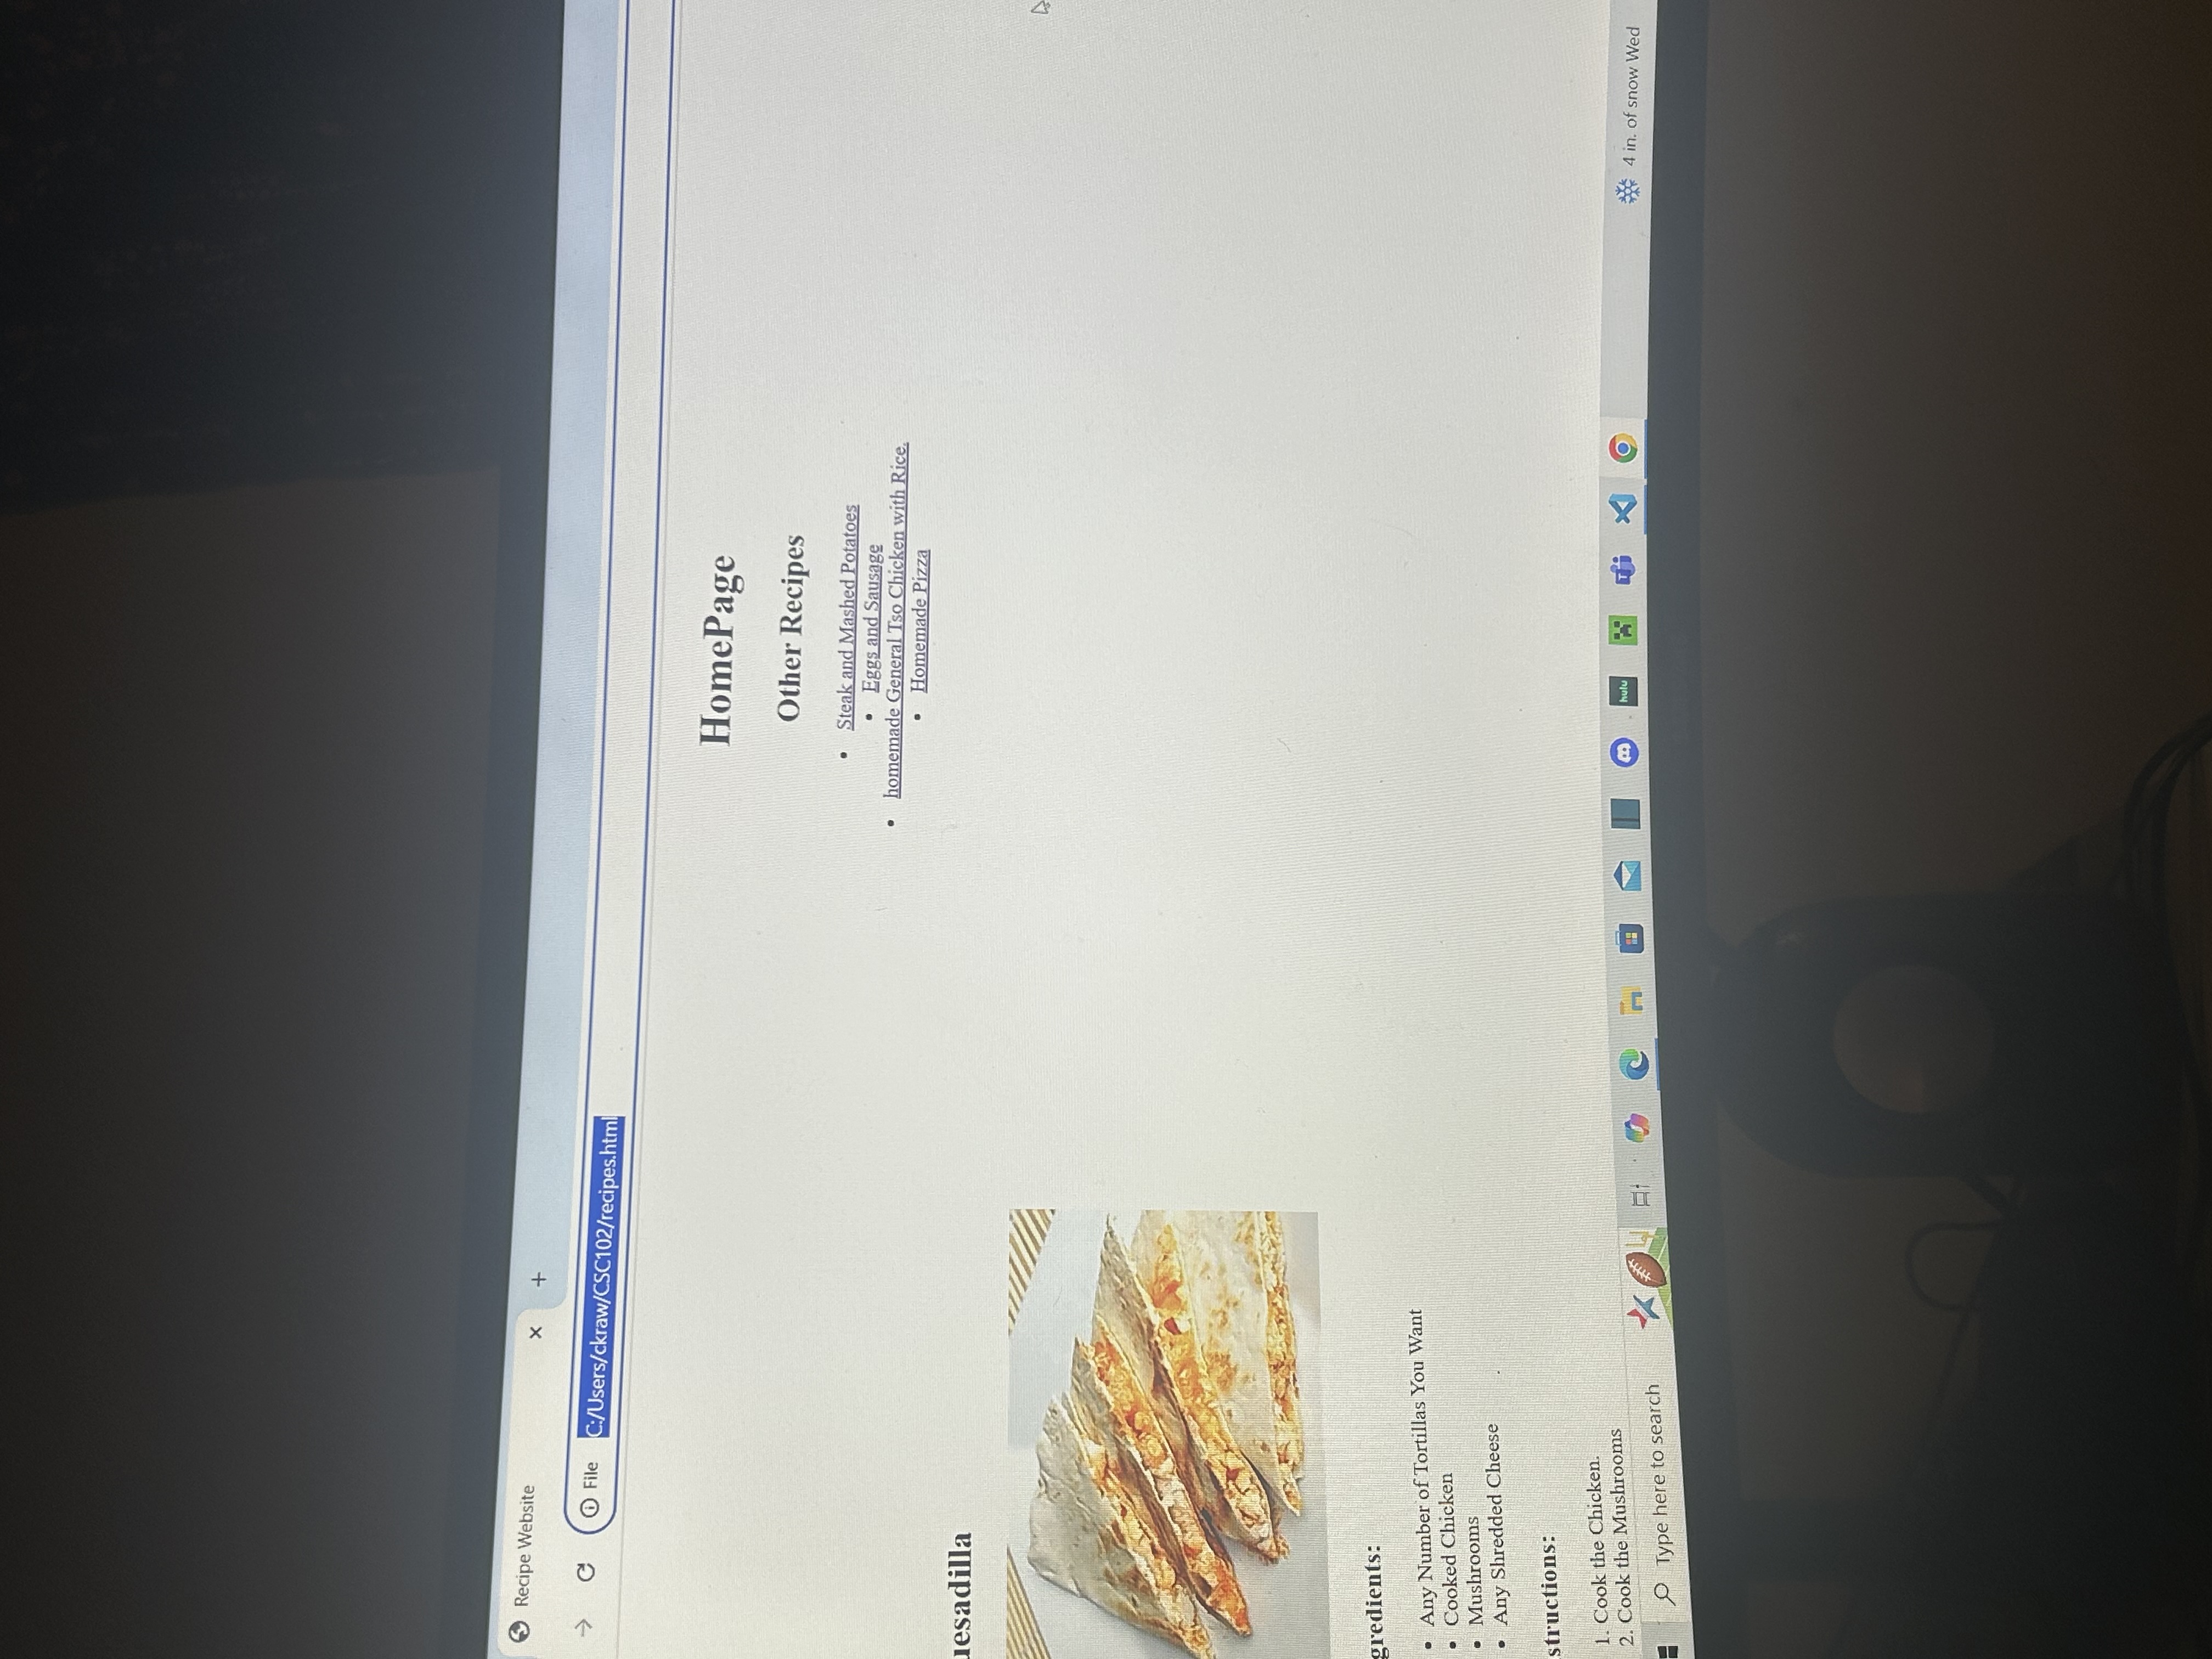 Recipe Website
File C:/Users/ckraw/CSC102/recipes.html
HomePage
Other Recipes
Steak and Mashed Potatoes
Eggs and Sausage
homemade General Tso Chicken with Rice.
Homemade Pizza
uesadilla
gredients:
Any Number of Tortillas You Want
Cooked Chicken
Mushrooms
Any Shredded Cheese
structions:
1. Cook the Chicken.
2. Cook the Mushrooms
Type here to search
hulu
4 in. of snow Wed